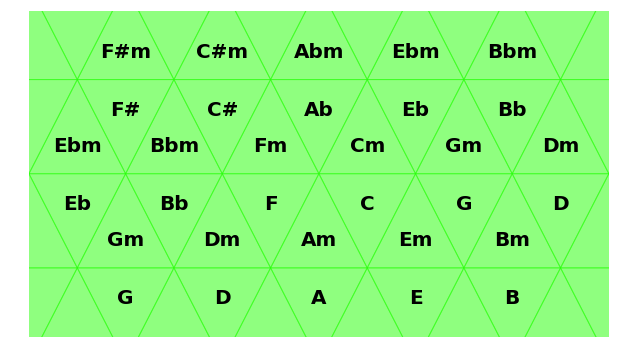 F#m C#m Abm Ebm Bbm
F# C# Ab Eb Bb
Ebm Bbm Fm Cm Gm Dm
Eb Bb F C G D
Gm Dm Am Em Bm
G D A E B